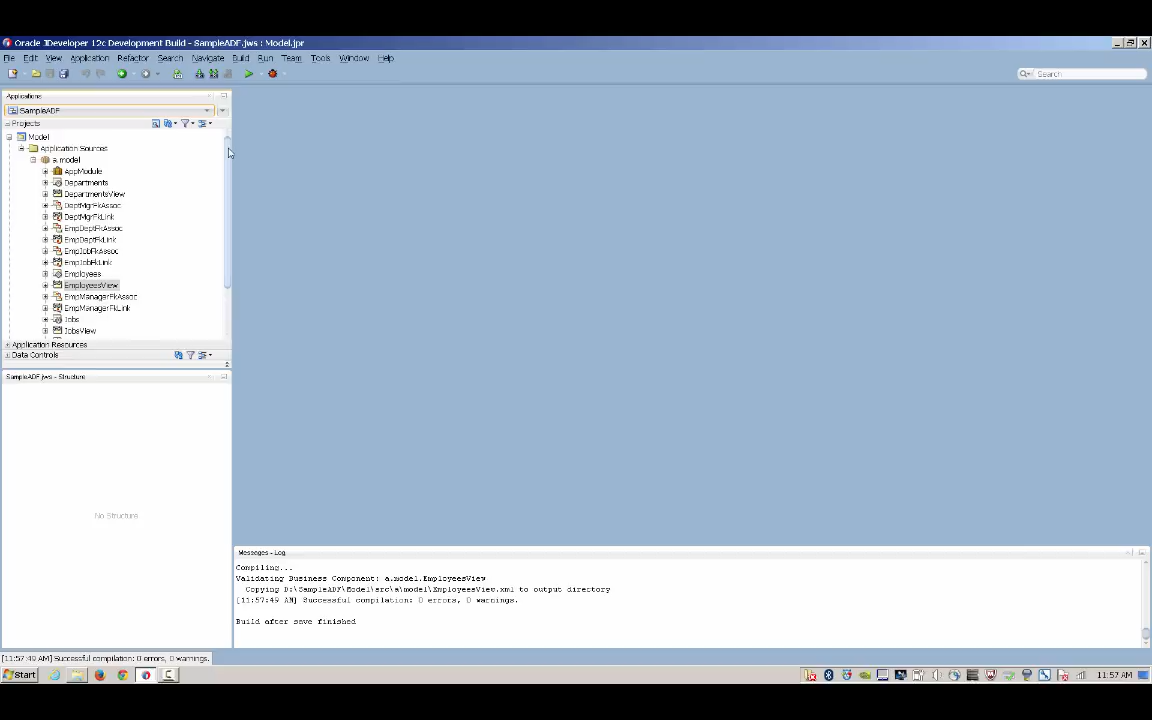 Oracle JDeveloper 12c Development Build - SampleADF.jws : Model.jpr
File Edit View Application Refactor Search Navigate Build Run Team Tools Window Help
Search
Applications
SampleADF
Projects
Model
Application Sources
a.model
AppModule
Departments
DepartmentsView
DeptMgrFkAssoc
DeptMgrFkLink
EmpDeptFkAssoc
EmpDeptFkLink
EmpJobFkAssoc
EmpJobFkLink
Employees
EmployeesView
EmpManagerFkAssoc
EmpManagerFkLink
Jobs
JobsView
Application Resources
Data Controls
SampleADF.jws - Structure
No Structure
Messages - Log
Compiling...
Validating Business Component: a.model.EmployeesView
Copying D:\SampleADF\Model\src\a\model\EmployeesView.xml to output directory
[11:57:49 AM] Successful compilation: 0 errors, 0 warnings.
Build after save finished
[11:57:49 AM] Successful compilation: 0 errors, 0 warnings.
Start
11:57 AM